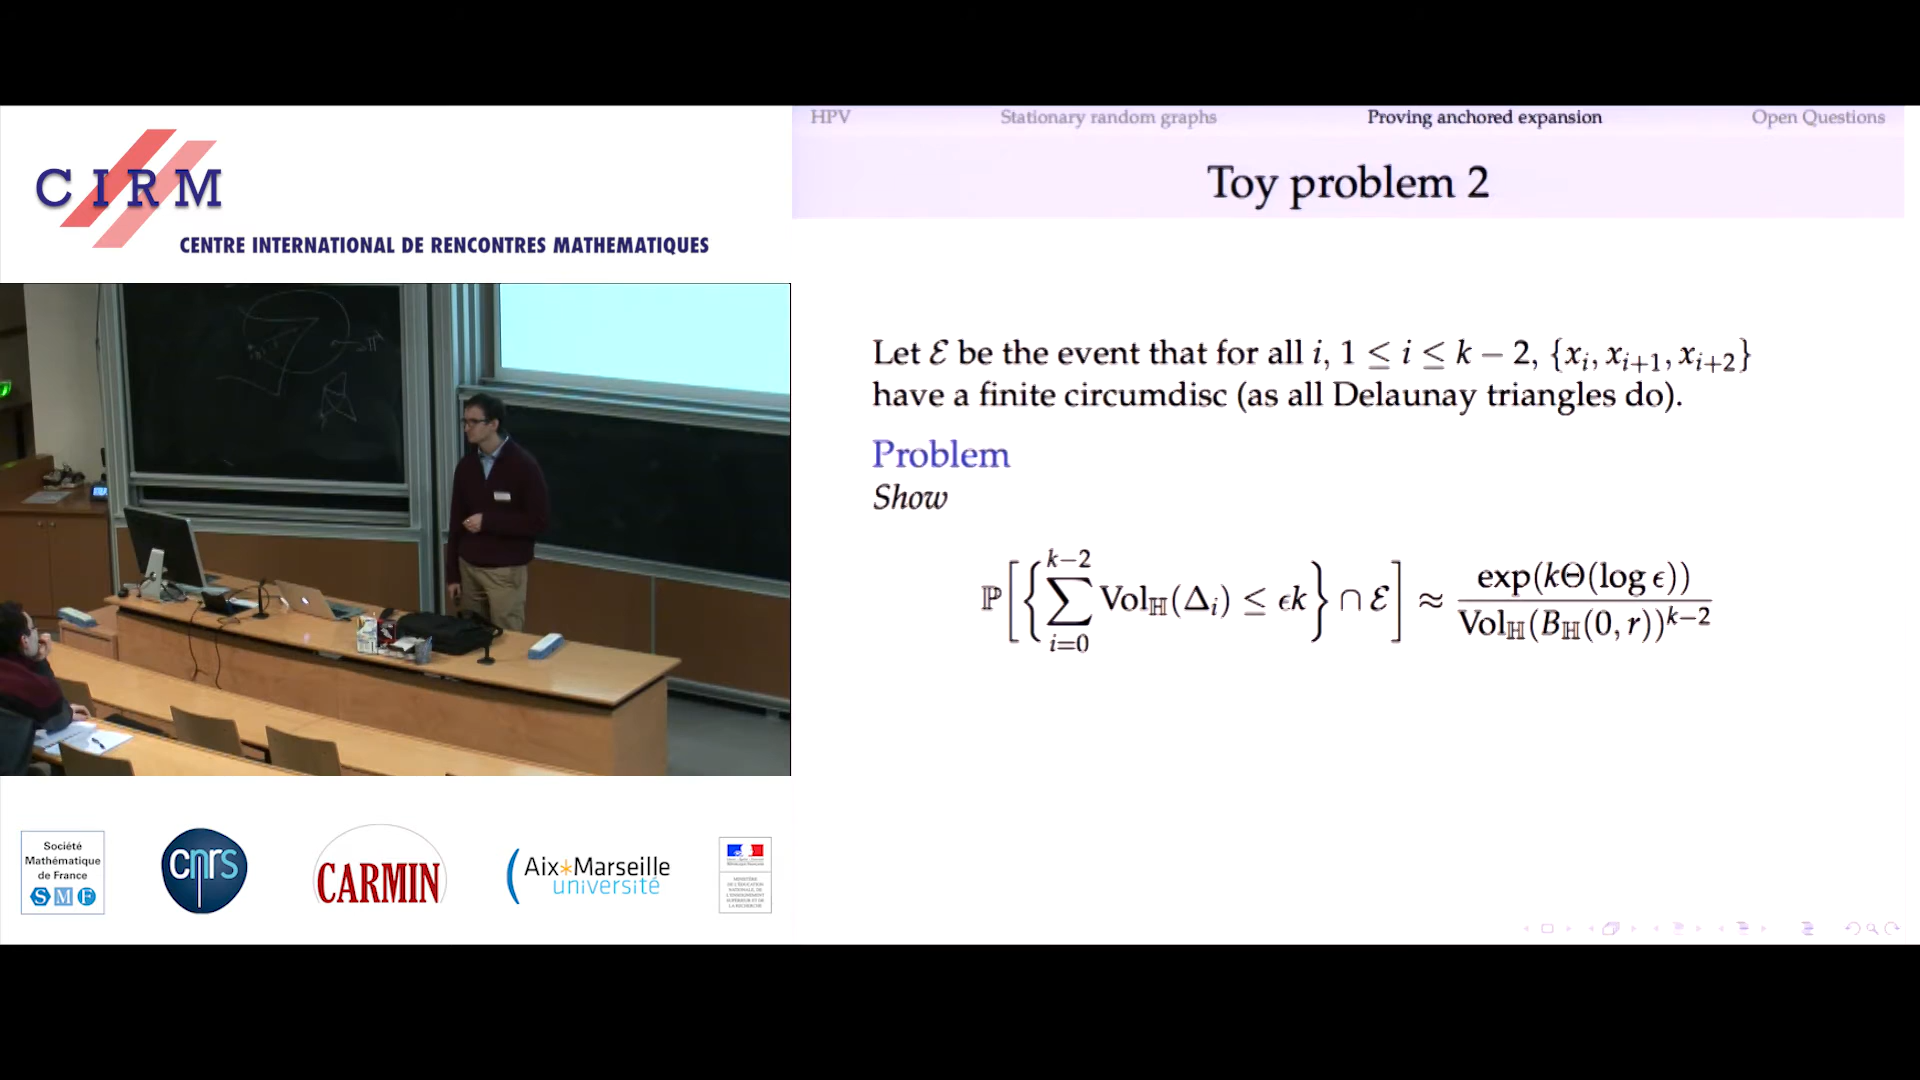 CIRM
CENTRE INTERNATIONAL DE RENCONTRES MATHEMATIQUES
HPV Stationary random graphs Proving anchored expansion Open Questions
Toy problem 2
Let ℰ be the event that for all i, 1 ≤ i ≤ k − 2, {x_i, x_{i+1}, x_{i+2}}
have a finite circumdisc (as all Delaunay triangles do).
Problem
Show
ℙ[{∑_{i=0}^{k−2} Vol_ℍ(Δ_i) ≤ ϵk} ∩ ℰ] ≈ exp(kΘ(log ϵ)) / Vol_ℍ(B_ℍ(0, r))^{k−2}
Société
Mathématique
de France
SMF
cnrs
CARMIN
Aix*Marseille
université